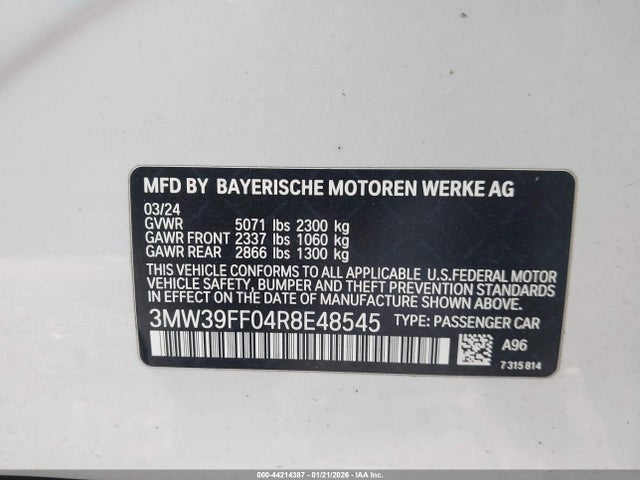 MFD BY BAYERISCHE MOTOREN WERKE AG
03/24
GVWR 5071 lbs 2300 kg
GAWR FRONT 2337 lbs 1060 kg
GAWR REAR 2866 lbs 1300 kg
THIS VEHICLE CONFORMS TO ALL APPLICABLE U.S.FEDERAL MOTOR
VEHICLE SAFETY, BUMPER AND THEFT PREVENTION STANDARDS
IN EFFECT ON THE DATE OF MANUFACTURE SHOWN ABOVE.
3MW39FF04R8E48545 TYPE: PASSENGER CAR
A96
7 315 814
000-44214387 - 01/21/2026 - IAA Inc.